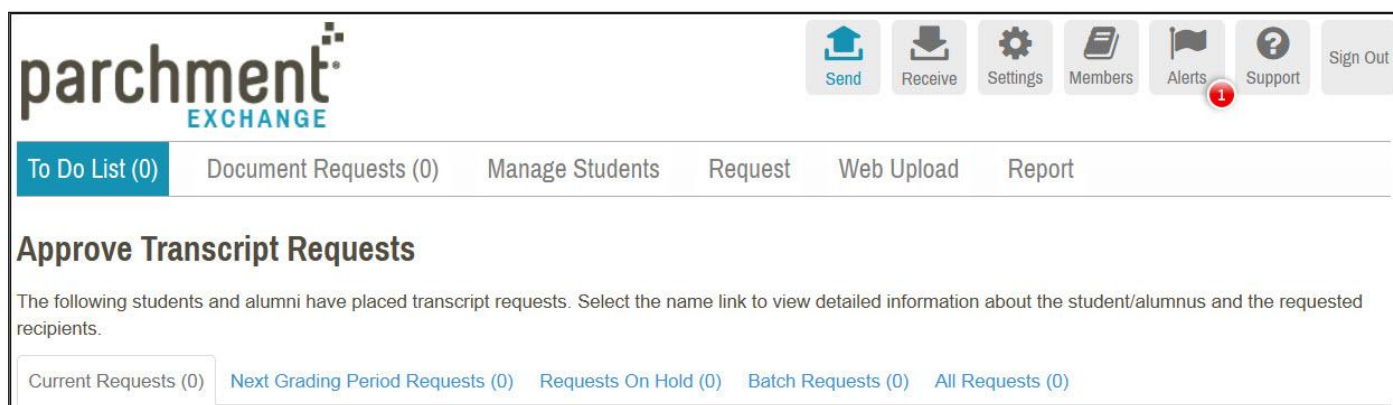 parchment
EXCHANGE
Send Receive Settings Members Alerts 1 Support Sign Out
To Do List (0) Document Requests (0) Manage Students Request Web Upload Report
Approve Transcript Requests
The following students and alumni have placed transcript requests. Select the name link to view detailed information about the student/alumnus and the requested
recipients.
Current Requests (0) Next Grading Period Requests (0) Requests On Hold (0) Batch Requests (0) All Requests (0)